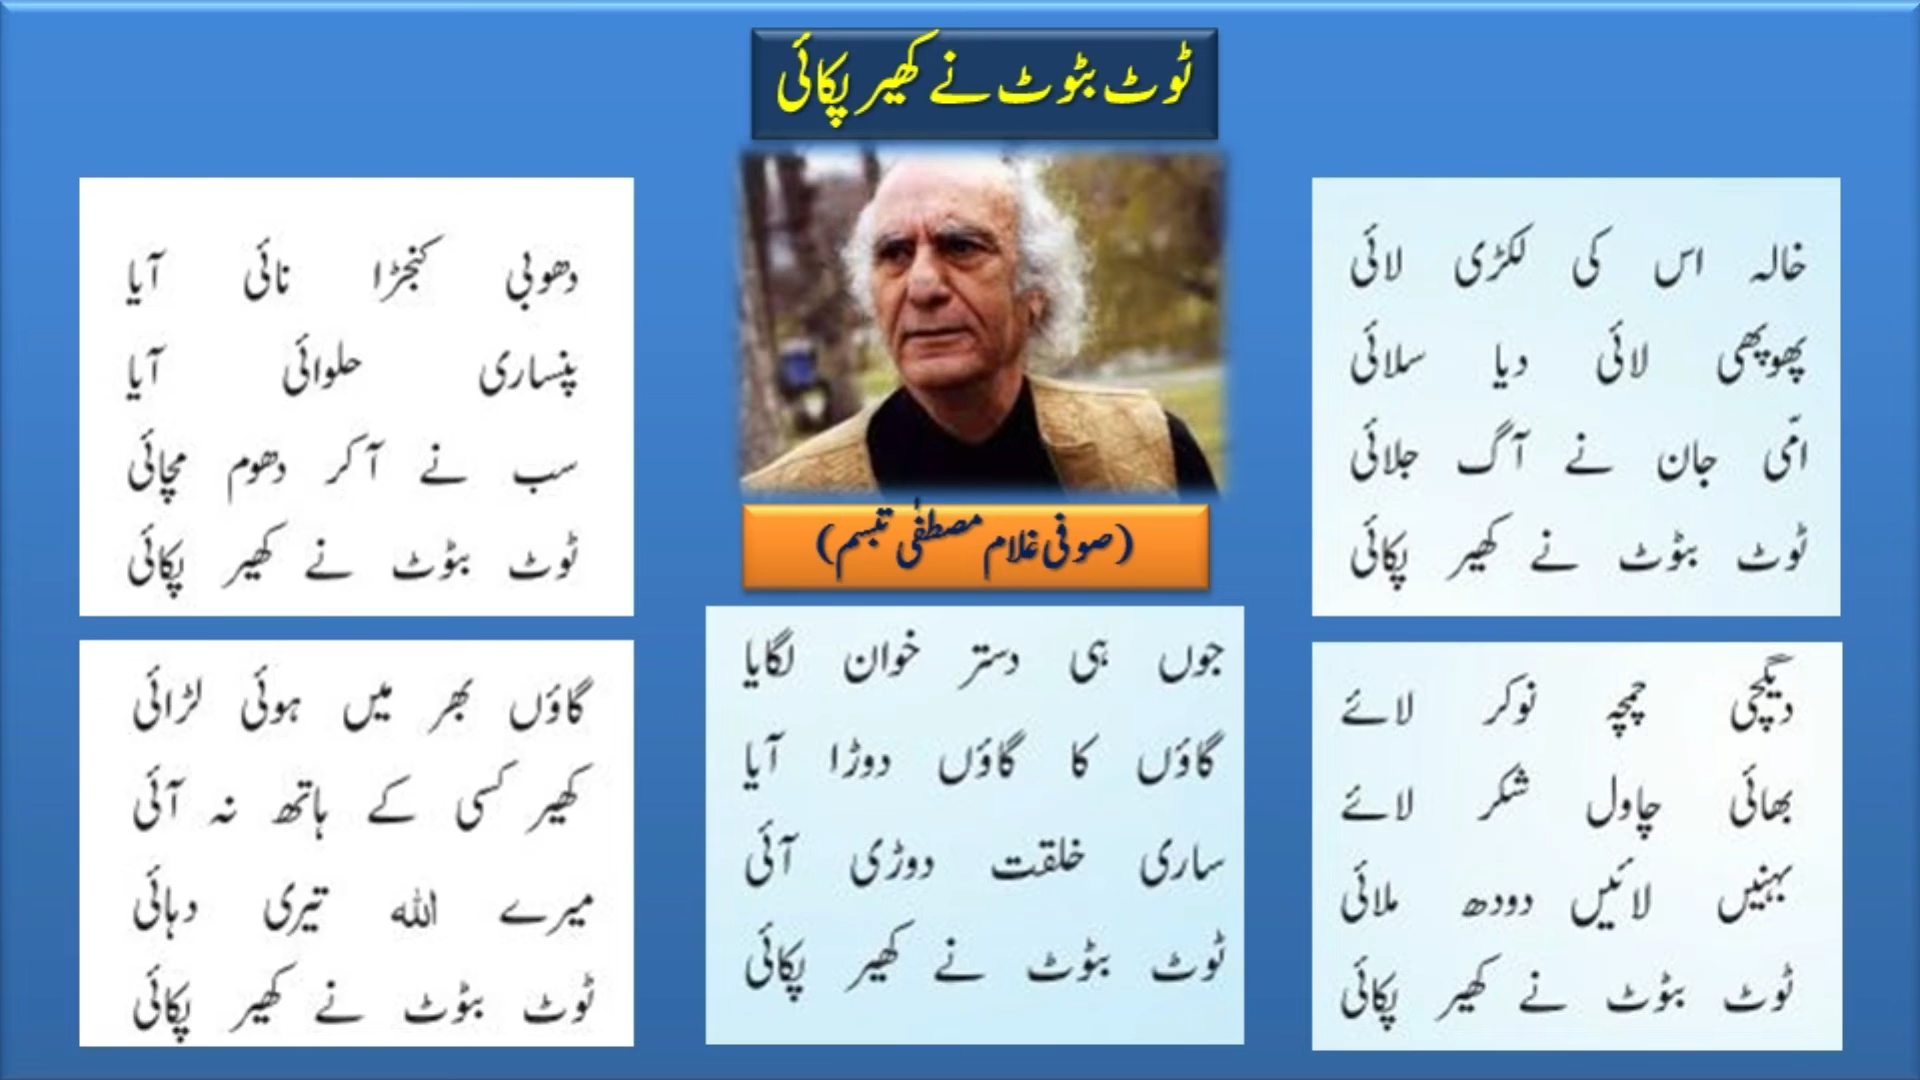 ٹوٹ بٹوٹ نے کھیر پکائی
(صوفی غلام مصطفٰی تبسم)
خالہ اس کی لکڑی لائی
پھوپھی لائی دیا سلائی
امّی جان نے آگ جلائی
ٹوٹ بٹوٹ نے کھیر پکائی
دیگچی چمچہ نوکر لائے
بھائی چاول شکر لائے
بہنیں لائیں دودھ ملائی
ٹوٹ بٹوٹ نے کھیر پکائی
جوں ہی دستر خوان لگایا
گاؤں کا گاؤں دوڑا آیا
ساری خلقت دوڑی آئی
ٹوٹ بٹوٹ نے کھیر پکائی
دھوبی کنجڑا نائی آیا
پنساری حلوائی آیا
سب نے آ کر دھوم مچائی
ٹوٹ بٹوٹ نے کھیر پکائی
گاؤں بھر میں ہوئی لڑائی
کھیر کسی کے ہاتھ نہ آئی
میرے اللہ تیری دہائی
ٹوٹ بٹوٹ نے کھیر پکائی